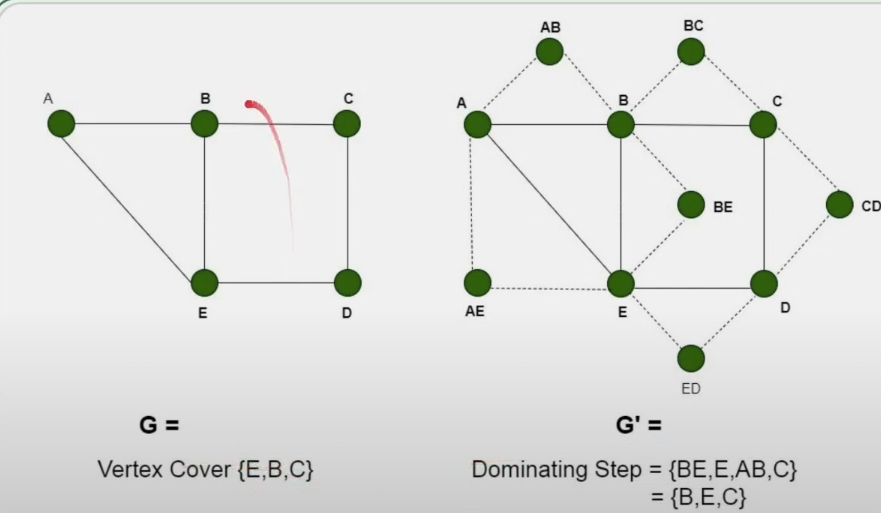 AB
BC
A
B
C
A
B
C
BE
CD
E
D
AE
E
D
ED
G =
G' =
Vertex Cover {E,B,C}
Dominating Step = {BE,E,AB,C}
= {B,E,C}